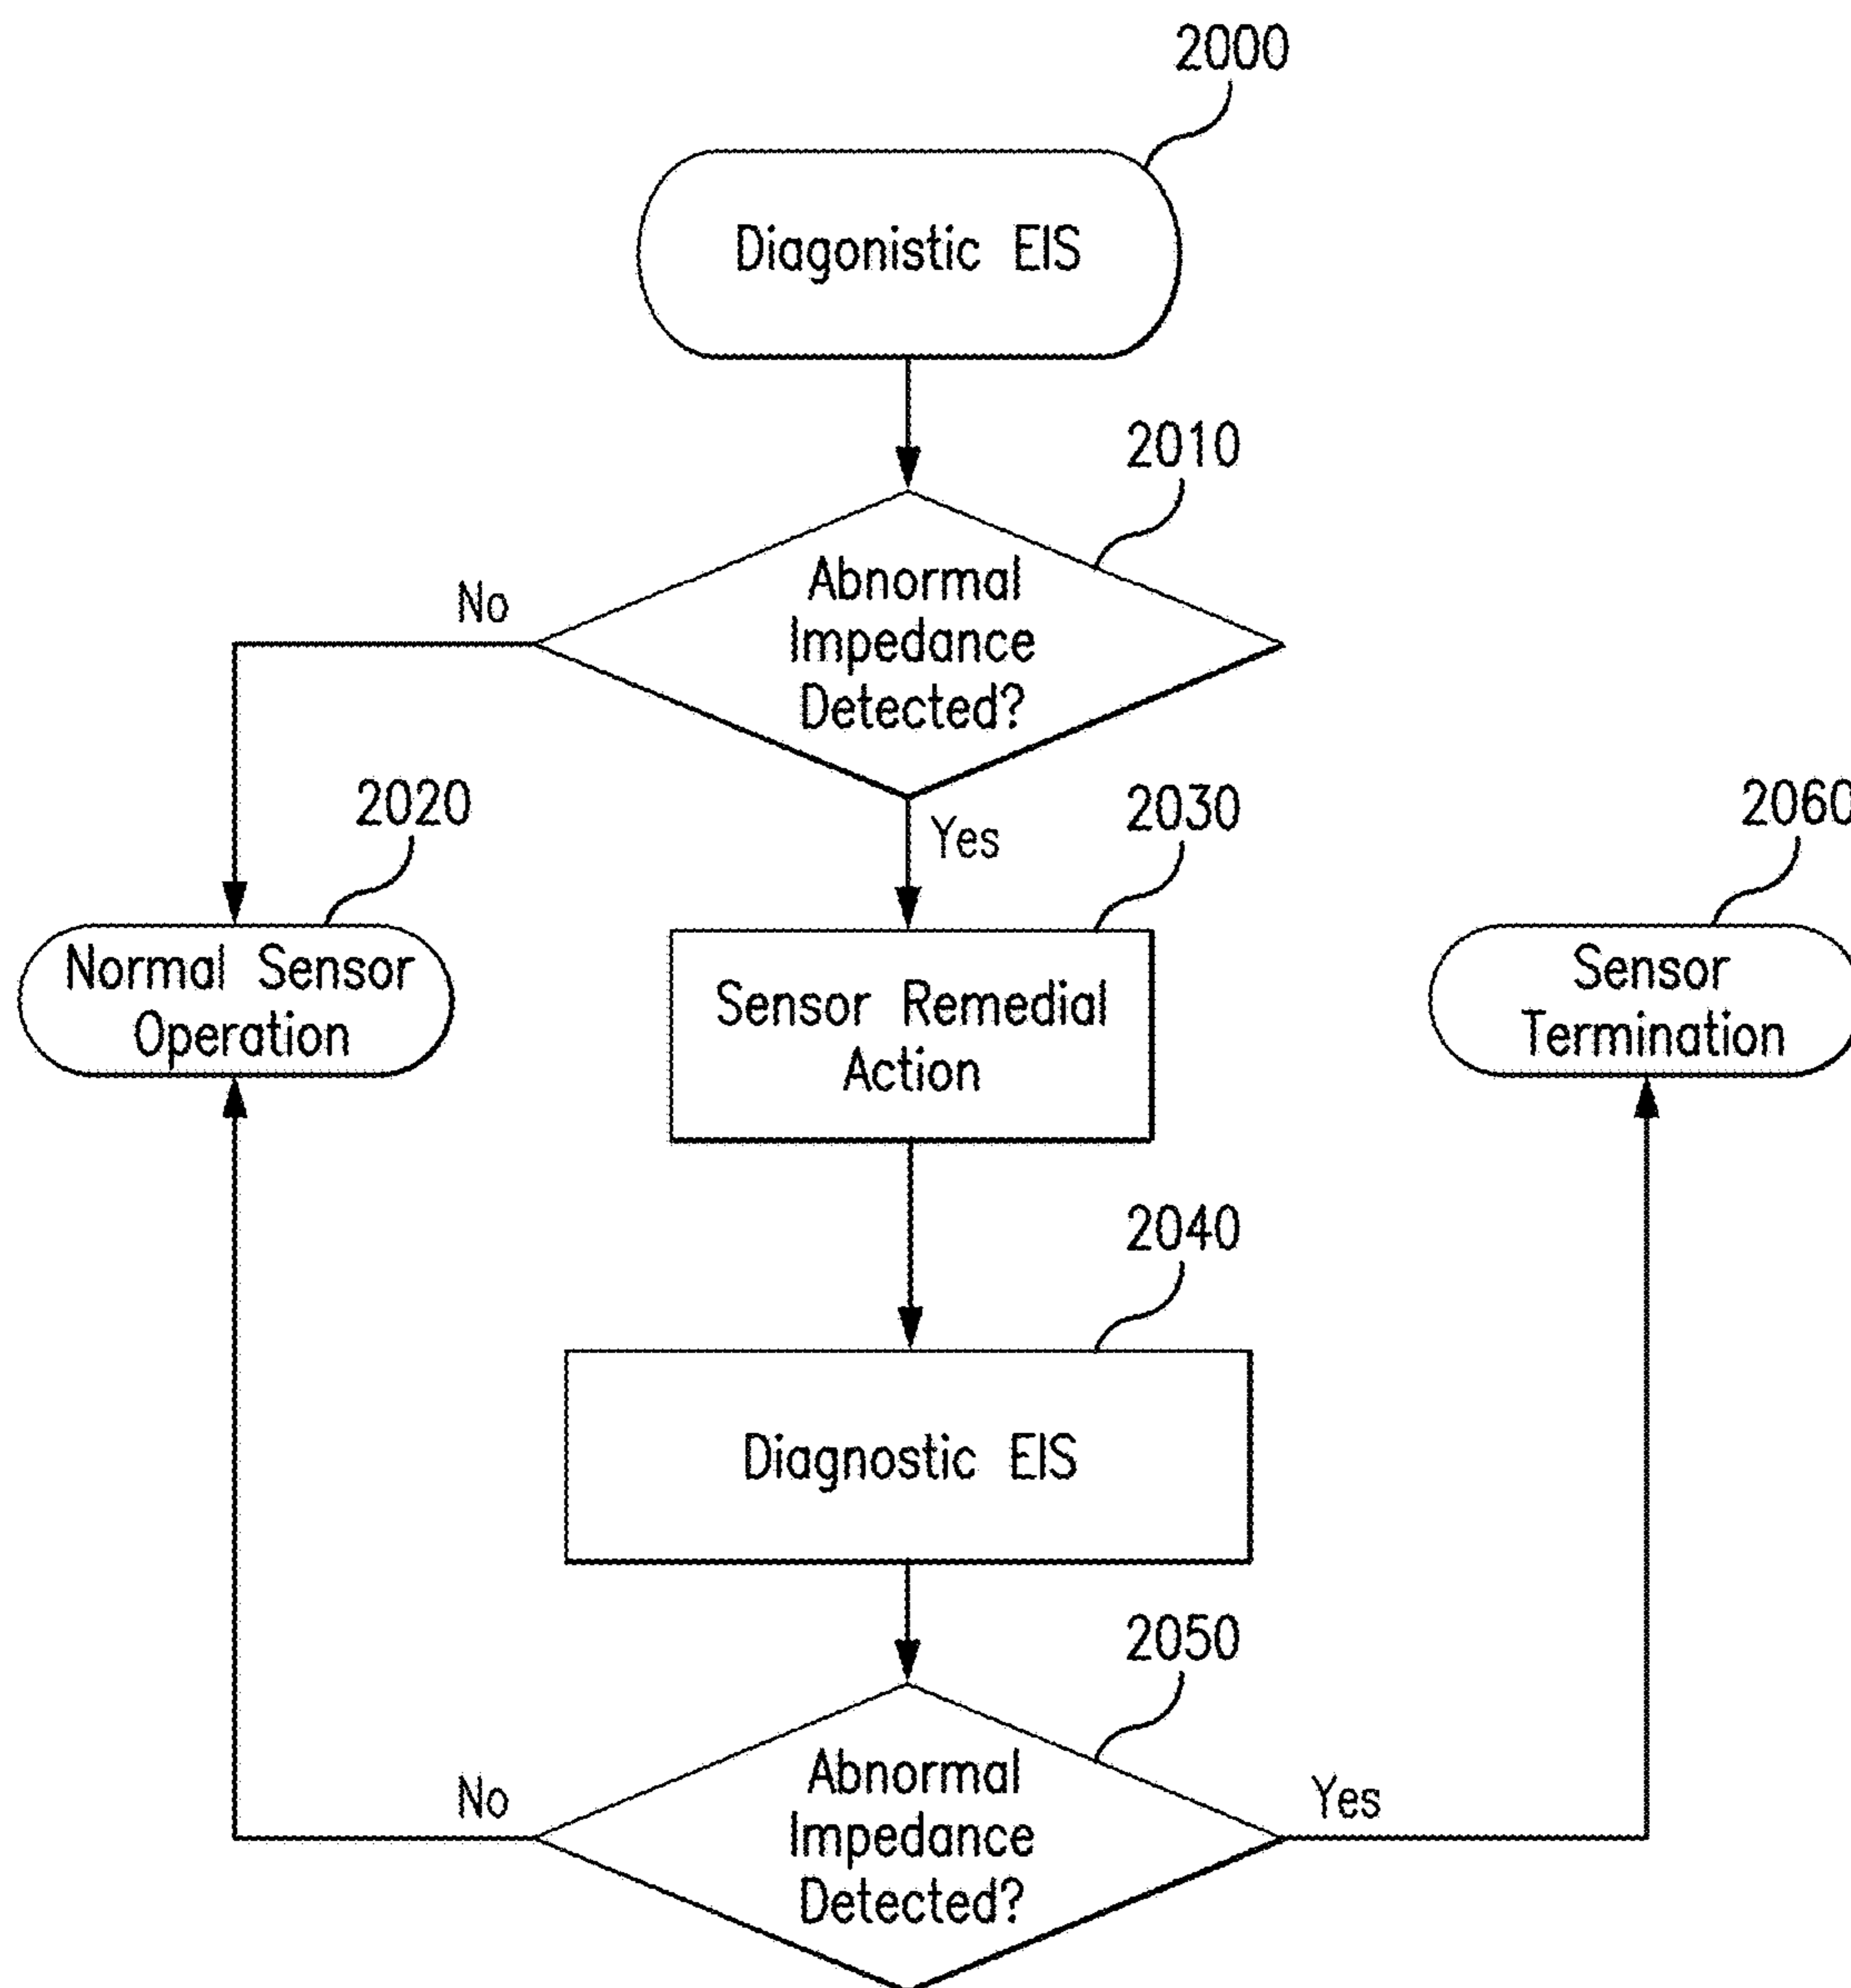 2000
Diagonistic EIS
2010
Abnormal
Impedance
Detected?
No
Yes
2020
Normal Sensor
Operation
2030
Sensor Remedial
Action
2060
Sensor
Termination
2040
Diagnostic EIS
2050
Abnormal
Impedance
Detected?
No
Yes